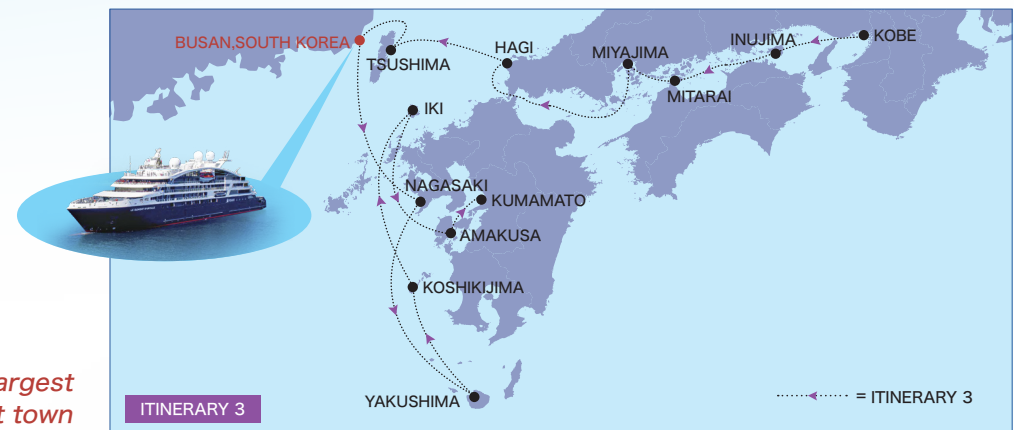 BUSAN,SOUTH KOREA
TSUSHIMA
HAGI
MIYAJIMA
INUJIMA
KOBE
MITARAI
IKI
NAGASAKI
KUMAMATO
AMAKUSA
KOSHIKIJIMA
YAKUSHIMA
argest
t town
ITINERARY 3
= ITINERARY 3